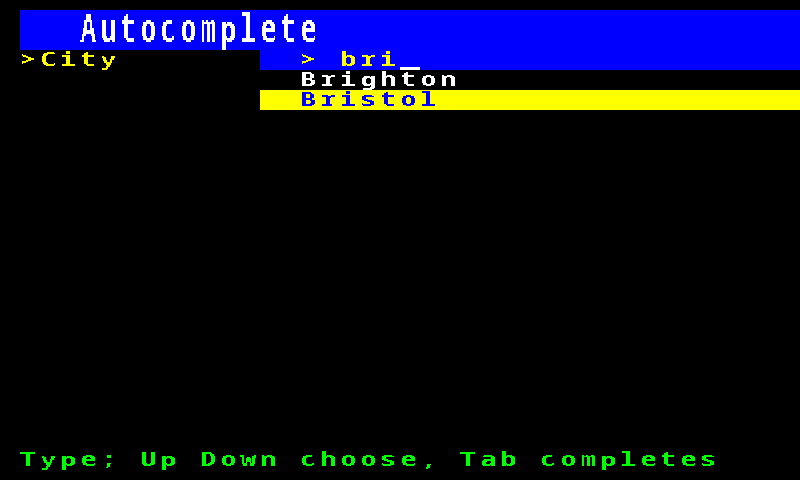 Autocomplete
>City > bri_
Brighton
Bristol
Type; Up Down choose, Tab completes